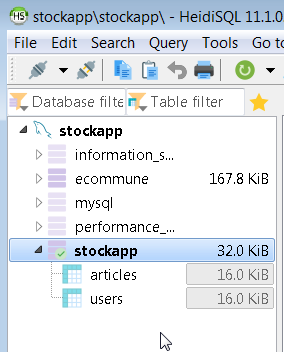 stockapp\stockapp\ - HeidiSQL 11.1.0
File Edit Search Query Tools Go to
Database filte Table filter
stockapp
information_s...
ecommune 167.8 KiB
mysql
performance_...
stockapp 32.0 KiB
articles 16.0 KiB
users 16.0 KiB